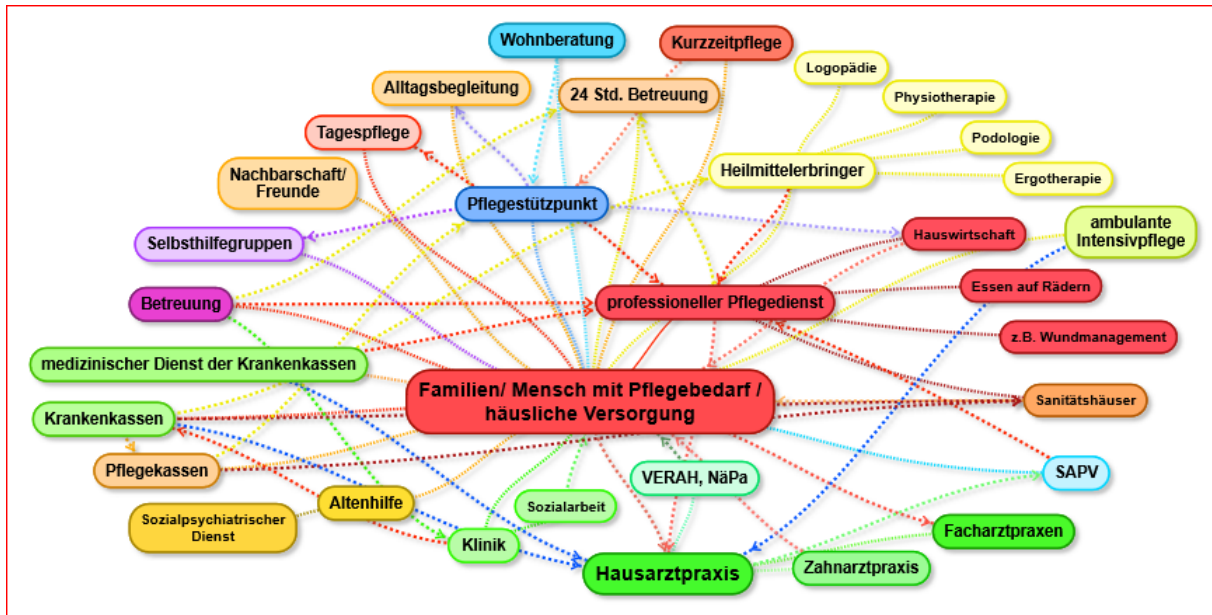 Wohnberatung
Kurzzeitpflege
Logopädie
Alltagsbegleitung
24 Std. Betreuung
Physiotherapie
Tagespflege
Podologie
Nachbarschaft/
Freunde
Heilmittelerbringer
Ergotherapie
Pflegestützpunkt
Selbsthilfegruppen
Hauswirtschaft
ambulante
Intensivpflege
Betreuung
professioneller Pflegedienst
Essen auf Rädern
z.B. Wundmanagement
medizinischer Dienst der Krankenkassen
Familien/ Mensch mit Pflegebedarf /
häusliche Versorgung
Sanitätshäuser
Krankenkassen
Pflegekassen
VERAH, NäPa
SAPV
Altenhilfe
Sozialarbeit
Sozialpsychiatrischer
Dienst
Klinik
Facharztpraxen
Hausarztpraxis
Zahnarztpraxis